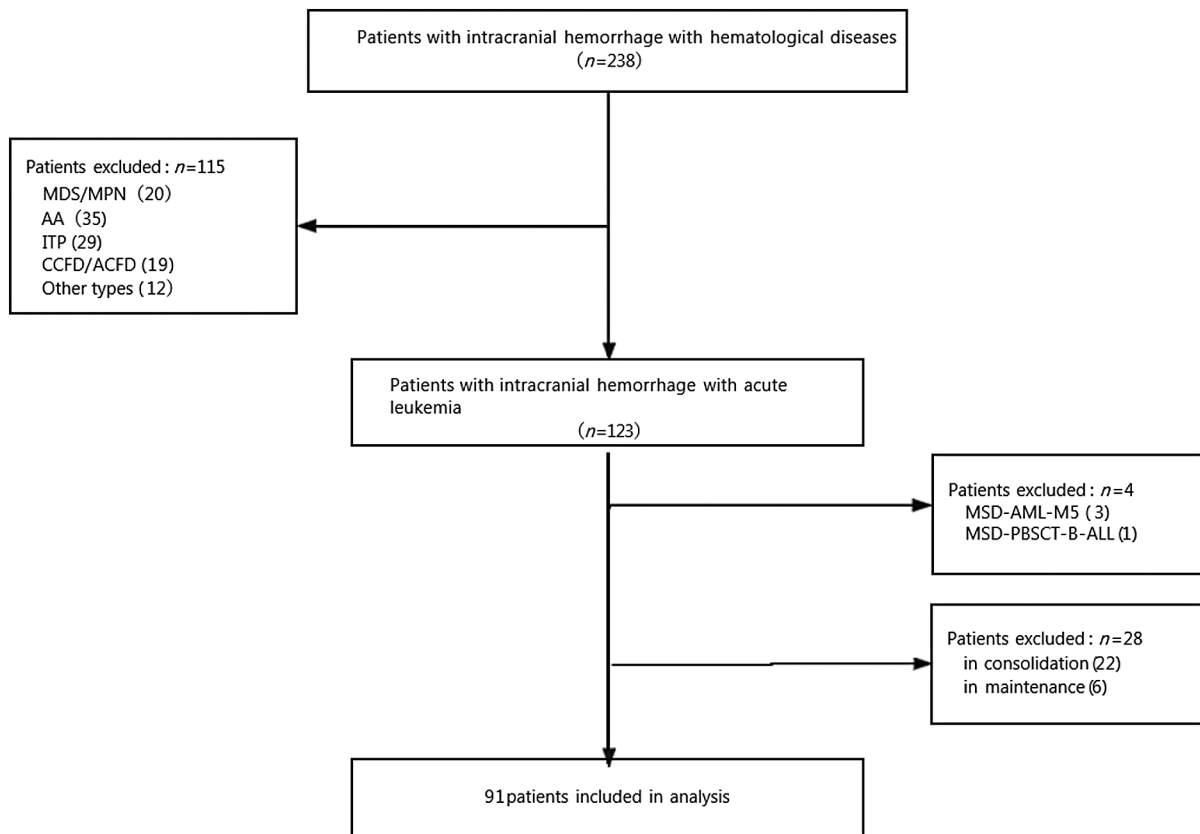 Patients with intracranial hemorrhage with hematological diseases
(n=238)
Patients excluded: n=115
MDS/MPN (20)
AA (35)
ITP (29)
CCFD/ACFD (19)
Other types (12)
Patients with intracranial hemorrhage with acute
leukemia
(n=123)
Patients excluded: n=4
MSD-AML-M5 (3)
MSD-PBSCT-B-ALL (1)
Patients excluded: n=28
in consolidation (22)
in maintenance (6)
91patients included in analysis